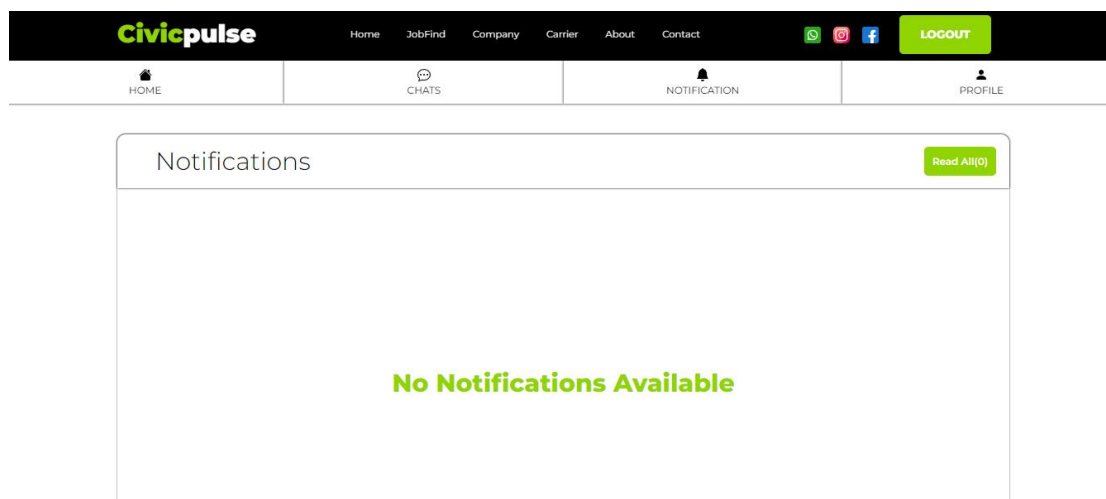 Civicpulse Home JobFind Company Carrier About Contact LOGOUT
HOME CHATS NOTIFICATION PROFILE
Notifications Read All(0)
No Notifications Available